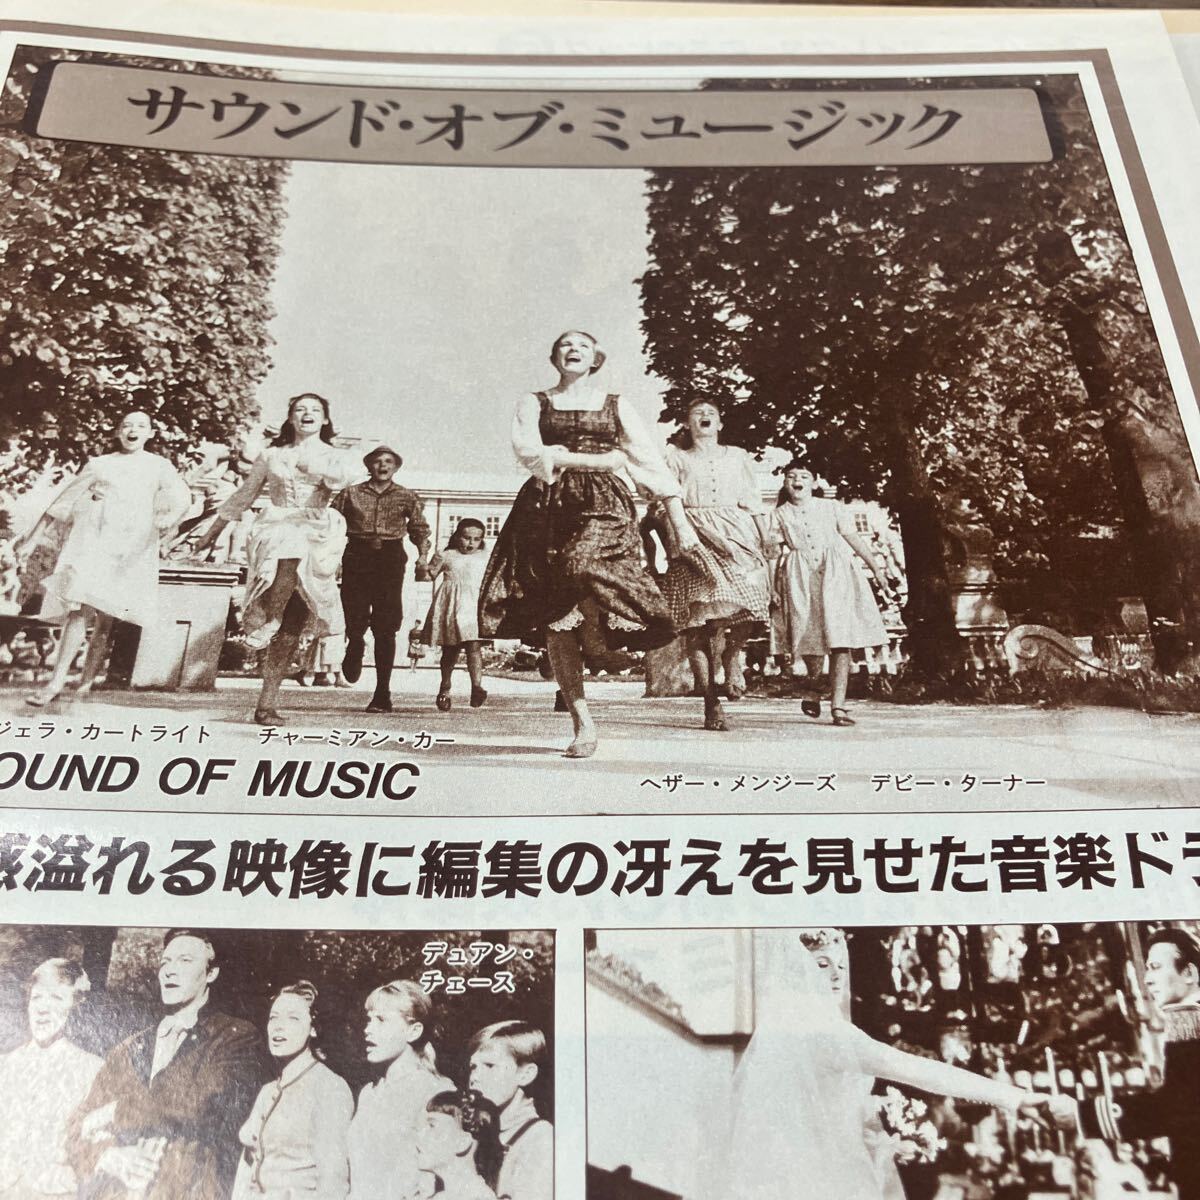 サウンド・オブ・ミュージック
ジェラ・カートライト
チャーミアン・カー
OUND OF MUSIC
ヘザー・メンジーズ
デビー・ターナー
感溢れる映像に編集の冴えを見せた音楽ドラ
デュアン・
チェース